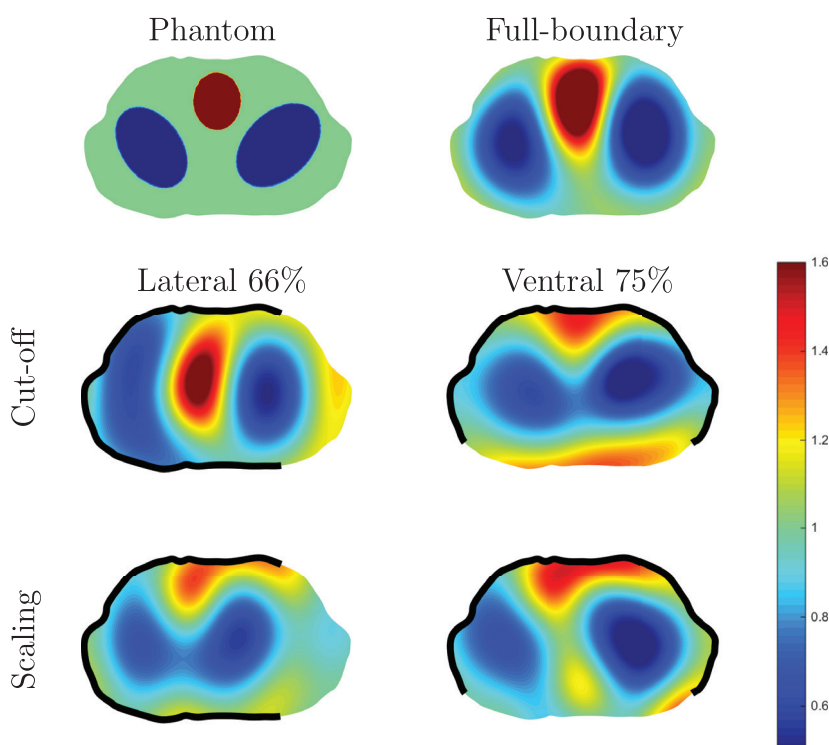 Phantom
Full-boundary
Lateral 66%
Ventral 75%
Cut-off
Scaling
1.6
1.4
1.2
1
0.8
0.6